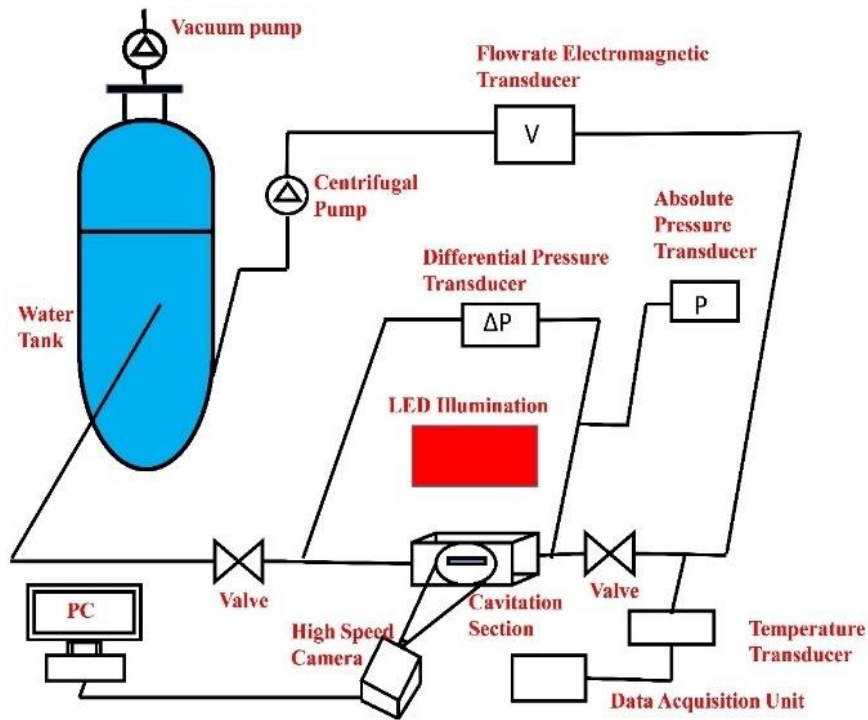 Vacuum pump
Flowrate Electromagnetic
Transducer
V
Centrifugal
Pump
Absolute
Pressure
Transducer
Differential Pressure
Transducer
Water
Tank
ΔP
P
LED Illumination
Valve
Cavitation
Section
Valve
PC
High Speed
Camera
Temperature
Transducer
Data Acquisition Unit